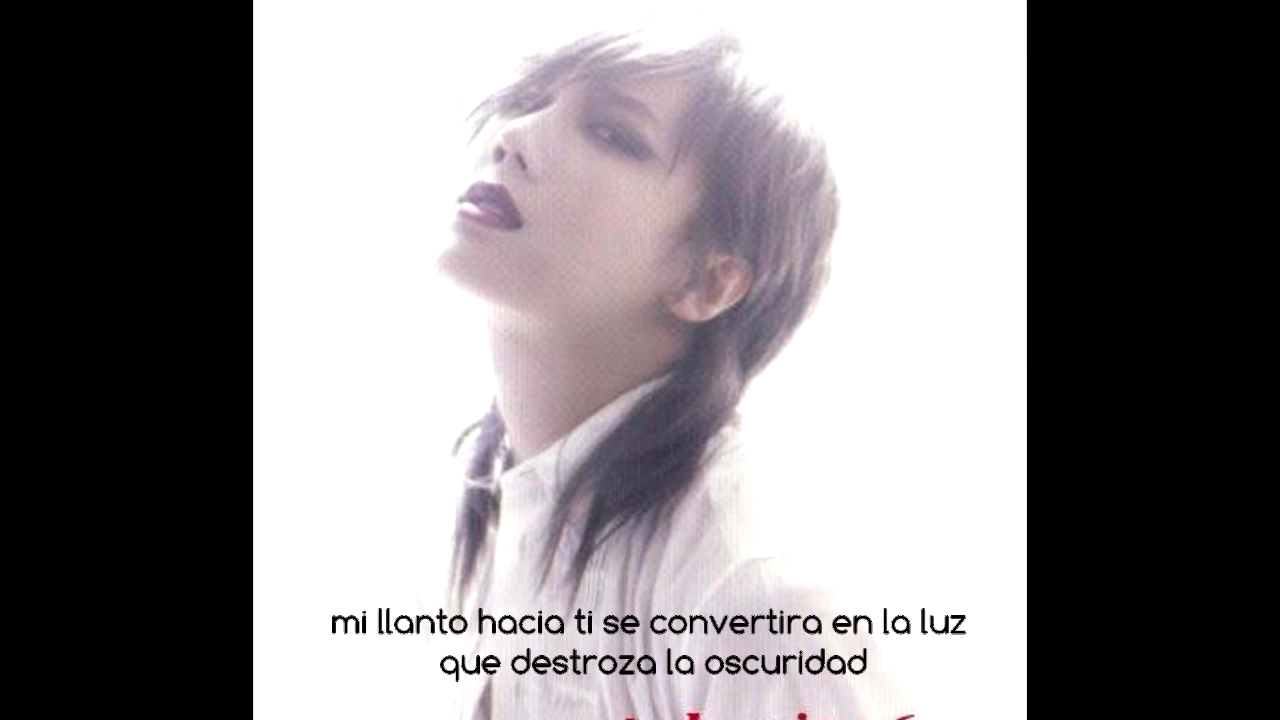 mi llanto hacia ti se convertira en la luz
que destroza la oscuridad